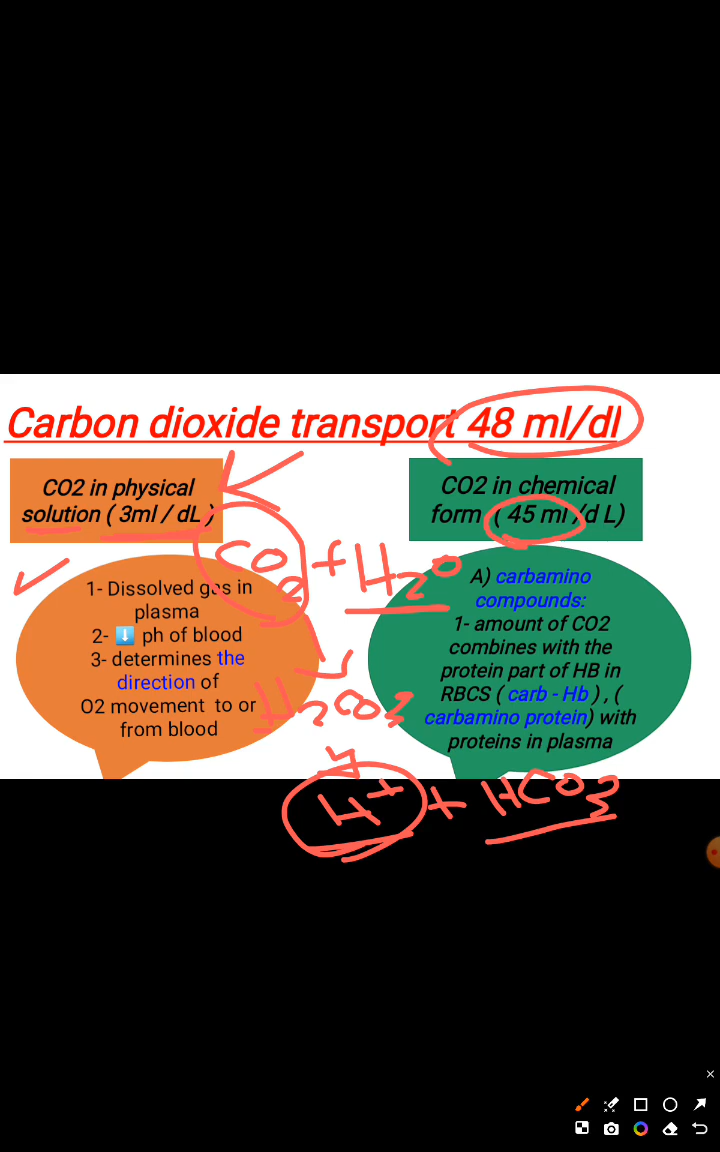 Carbon dioxide transport 48 ml/dl
CO2 in physical
solution ( 3ml / dL )
CO2 in chemical
form ( 45 ml /d L)
1- Dissolved gas in
plasma
2- ⬇️ ph of blood
3- determines the
direction of
O2 movement to or
from blood
CO2 + H2O
H2CO3
H+ + HCO3
A) carbamino
compounds:
1- amount of CO2
combines with the
protein part of HB in
RBCS ( carb - Hb ) , (
carbamino protein) with
proteins in plasma